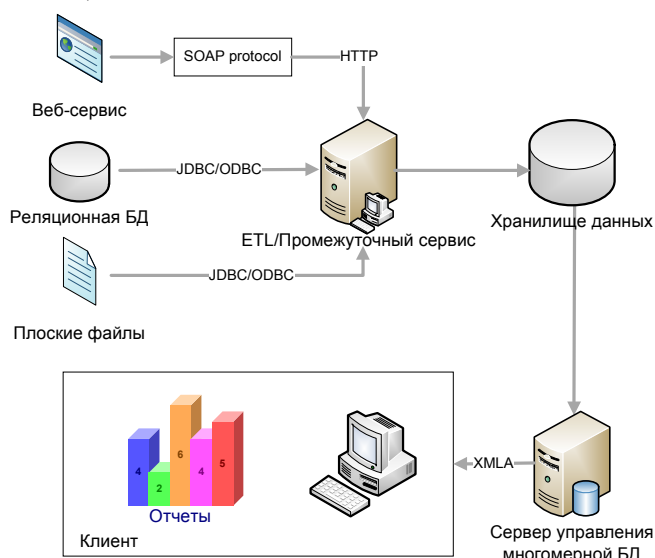 SOAP protocol
HTTP
Веб-сервис
JDBC/ODBC
Реляционная БД
ETL/Промежуточный сервис
Хранилище данных
JDBC/ODBC
Плоские файлы
4
2
6
4
5
Отчеты
Клиент
XMLA
Сервер управления
многомерной БД